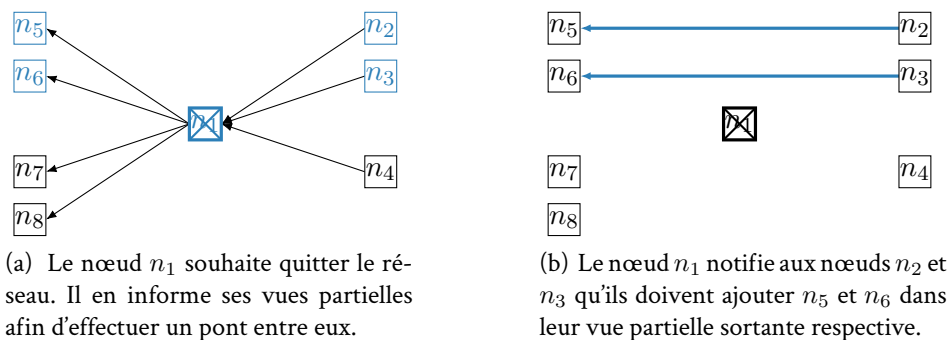 n5 n2 n5 n2
n6 n3 n6 n3
n1 n1
n7 n4 n7 n4
n8 n8
(a) Le nœud n1 souhaite quitter le ré-
seau. Il en informe ses vues partielles
afin d'effectuer un pont entre eux.
(b) Le nœud n1 notifie aux nœuds n2 et
n3 qu'ils doivent ajouter n5 et n6 dans
leur vue partielle sortante respective.